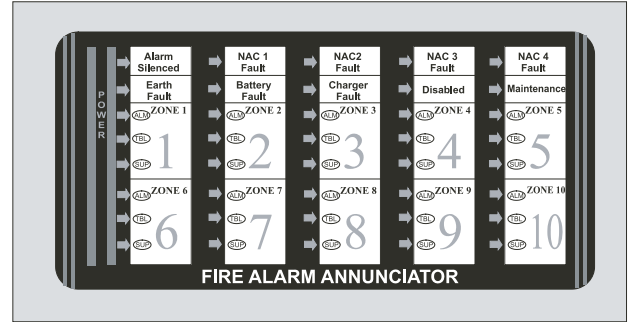 Alarm Silenced
NAC 1 Fault
NAC2 Fault
NAC 3 Fault
NAC 4 Fault
Earth Fault
Battery Fault
Charger Fault
Disabled
Maintenance
POWER
ALM ZONE 1
TBL
SUP
1
ALM ZONE 2
TBL
SUP
2
ALM ZONE 3
TBL
SUP
3
ALM ZONE 4
TBL
SUP
4
ALM ZONE 5
TBL
SUP
5
ALM ZONE 6
TBL
SUP
6
ALM ZONE 7
TBL
SUP
7
ALM ZONE 8
TBL
SUP
8
ALM ZONE 9
TBL
SUP
9
ALM ZONE 10
TBL
SUP
10
FIRE ALARM ANNUNCIATOR